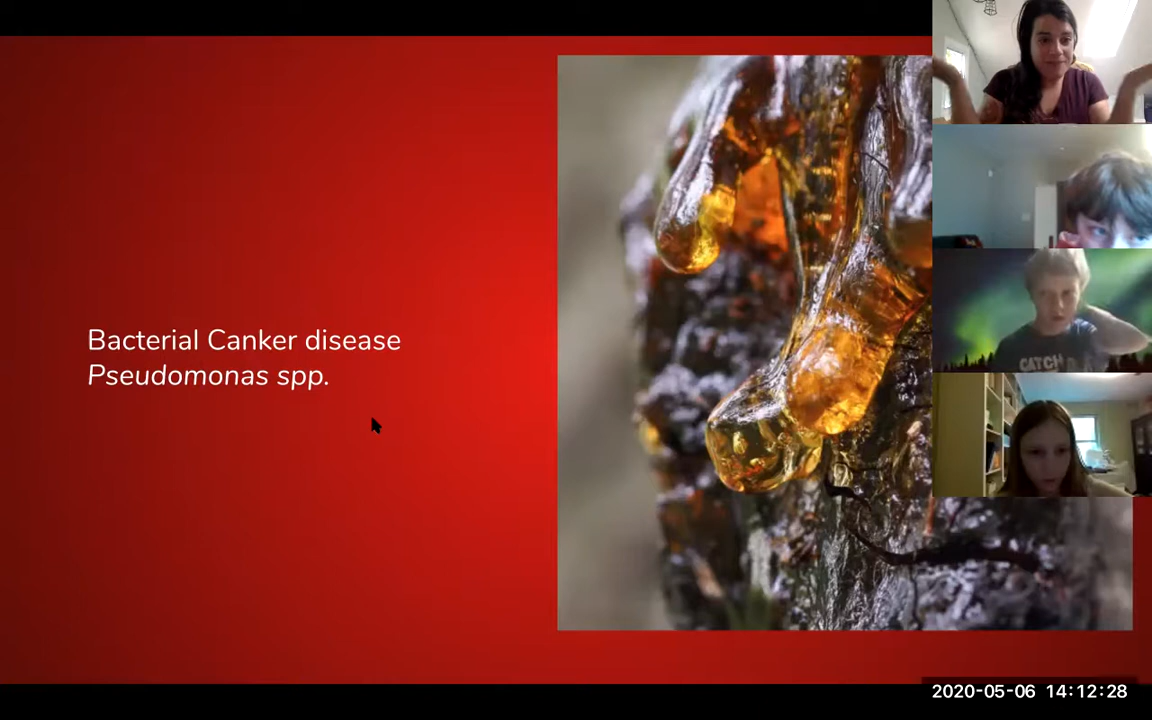 Bacterial Canker disease
Pseudomonas spp.
CATCH
2020-05-06 14:12:28